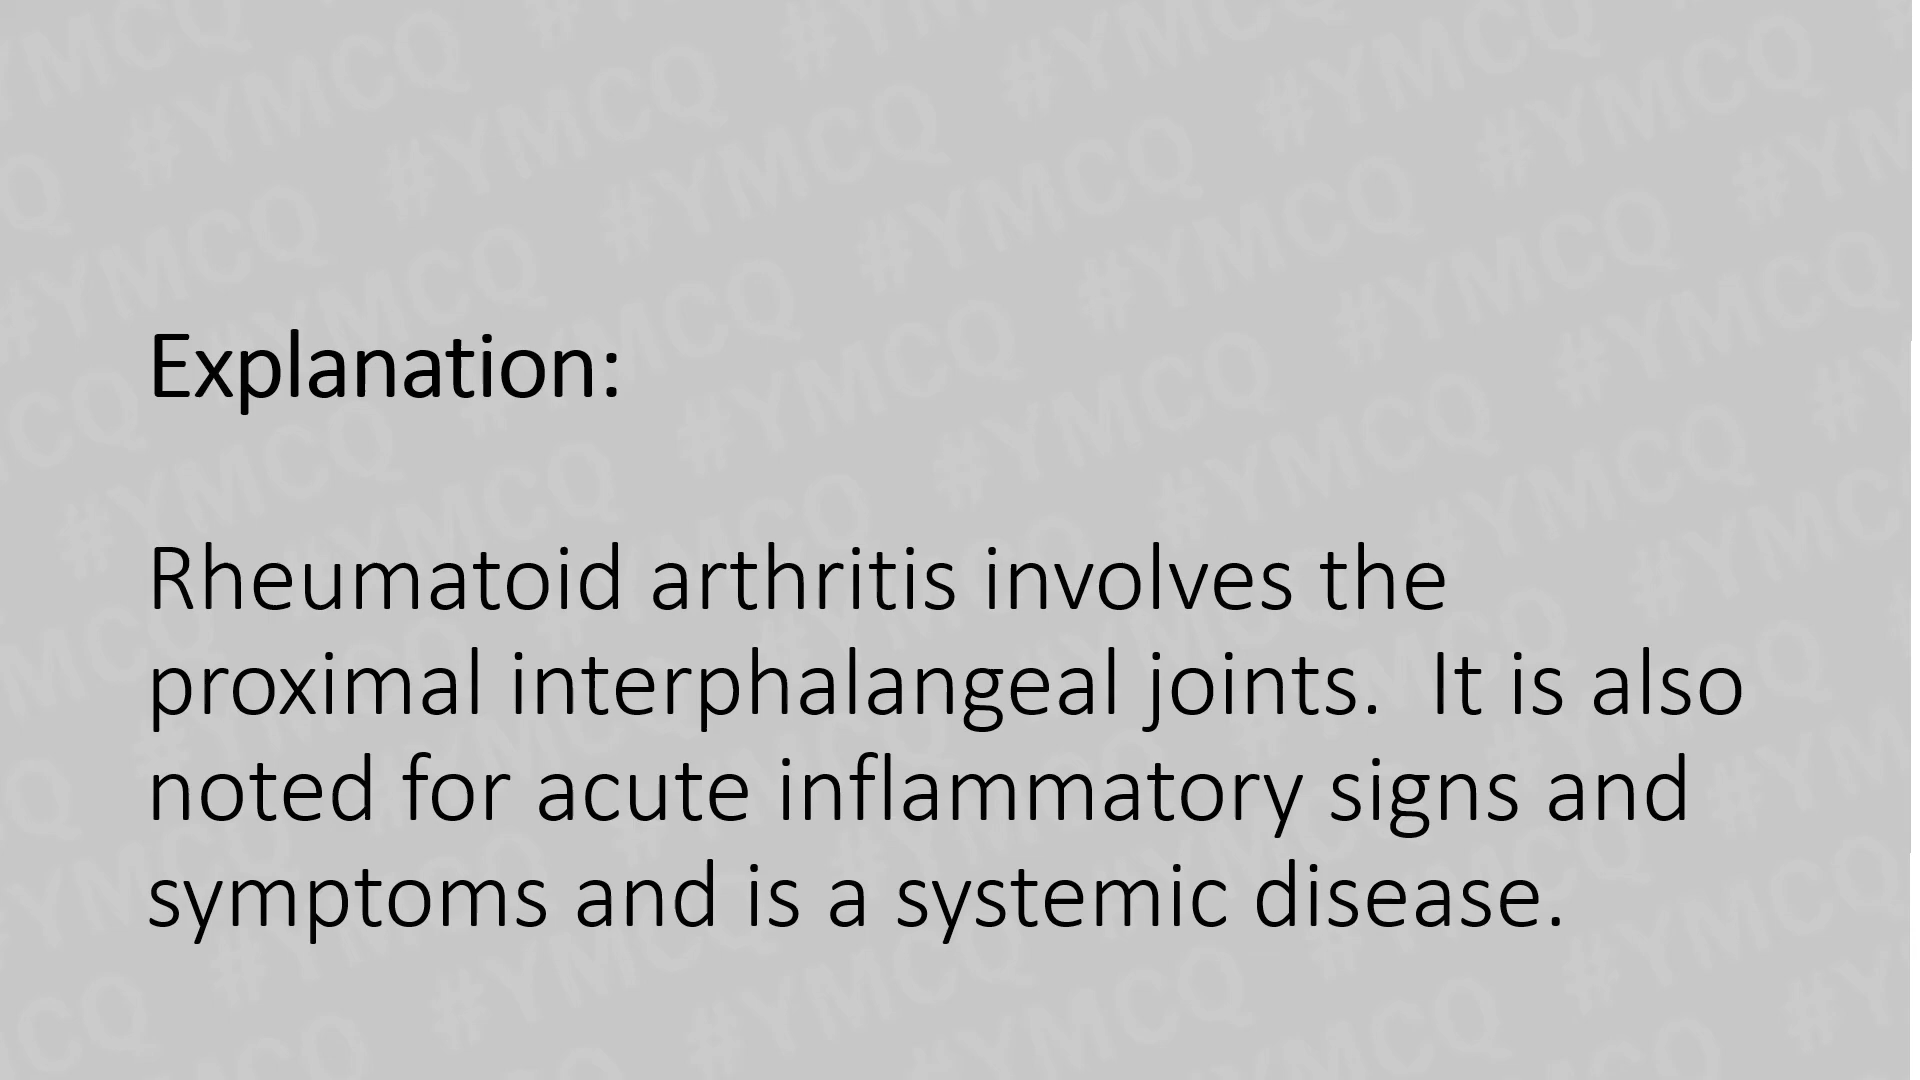 Explanation:
Rheumatoid arthritis involves the
proximal interphalangeal joints.  It is also
noted for acute inflammatory signs and
symptoms and is a systemic disease.
#YMCQ